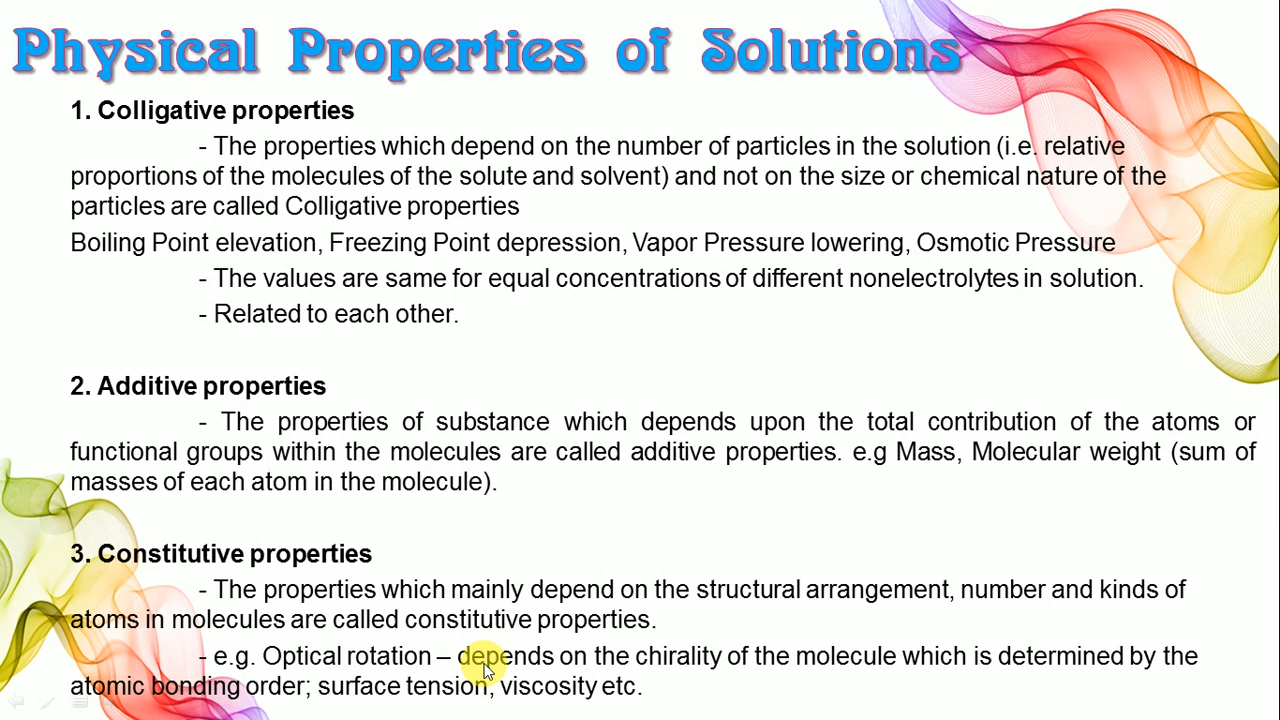 Physical Properties of Solutions
1. Colligative properties
- The properties which depend on the number of particles in the solution (i.e. relative
proportions of the molecules of the solute and solvent) and not on the size or chemical nature of the
particles are called Colligative properties
Boiling Point elevation, Freezing Point depression, Vapor Pressure lowering, Osmotic Pressure
- The values are same for equal concentrations of different nonelectrolytes in solution.
- Related to each other.
2. Additive properties
- The properties of substance which depends upon the total contribution of the atoms or
functional groups within the molecules are called additive properties. e.g Mass, Molecular weight (sum of
masses of each atom in the molecule).
3. Constitutive properties
- The properties which mainly depend on the structural arrangement, number and kinds of
atoms in molecules are called constitutive properties.
- e.g. Optical rotation – depends on the chirality of the molecule which is determined by the
atomic bonding order; surface tension, viscosity etc.